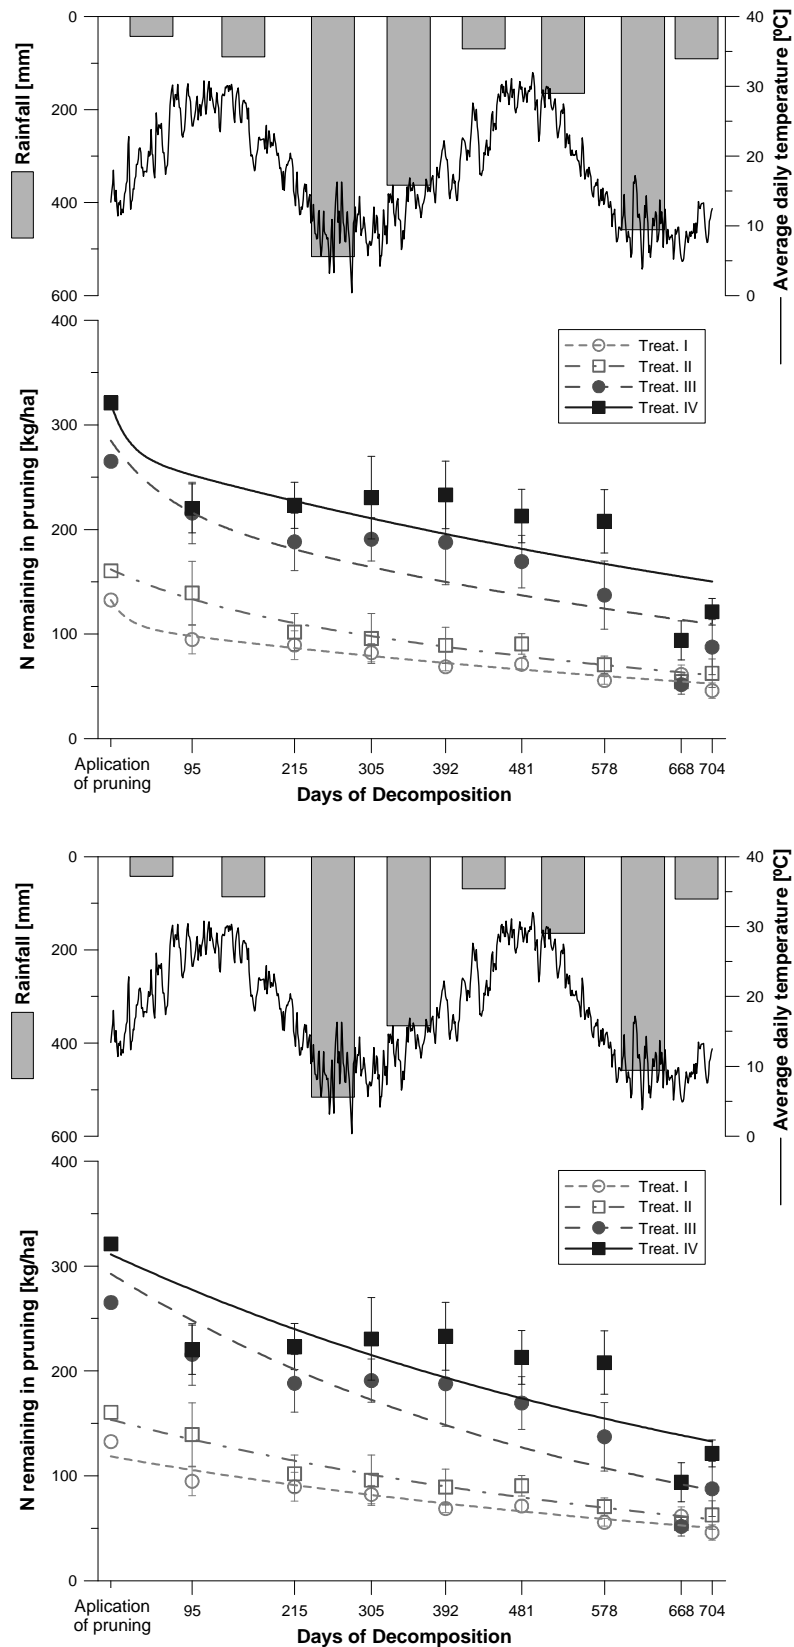 0
200
400
600
Rainfall [mm]
40
30
20
10
0
Average daily temperature [ºC]
400
300
200
100
0
N remaining in pruning [kg/ha]
Treat. I
Treat. II
Treat. III
Treat. IV
Aplication
of pruning
95
215
305
392
481
578
668
704
Days of Decomposition
0
200
400
600
Rainfall [mm]
40
30
20
10
0
Average daily temperature [ºC]
400
300
200
100
0
N remaining in pruning [kg/ha]
Treat. I
Treat. II
Treat. III
Treat. IV
Aplication
of pruning
95
215
305
392
481
578
668
704
Days of Decomposition